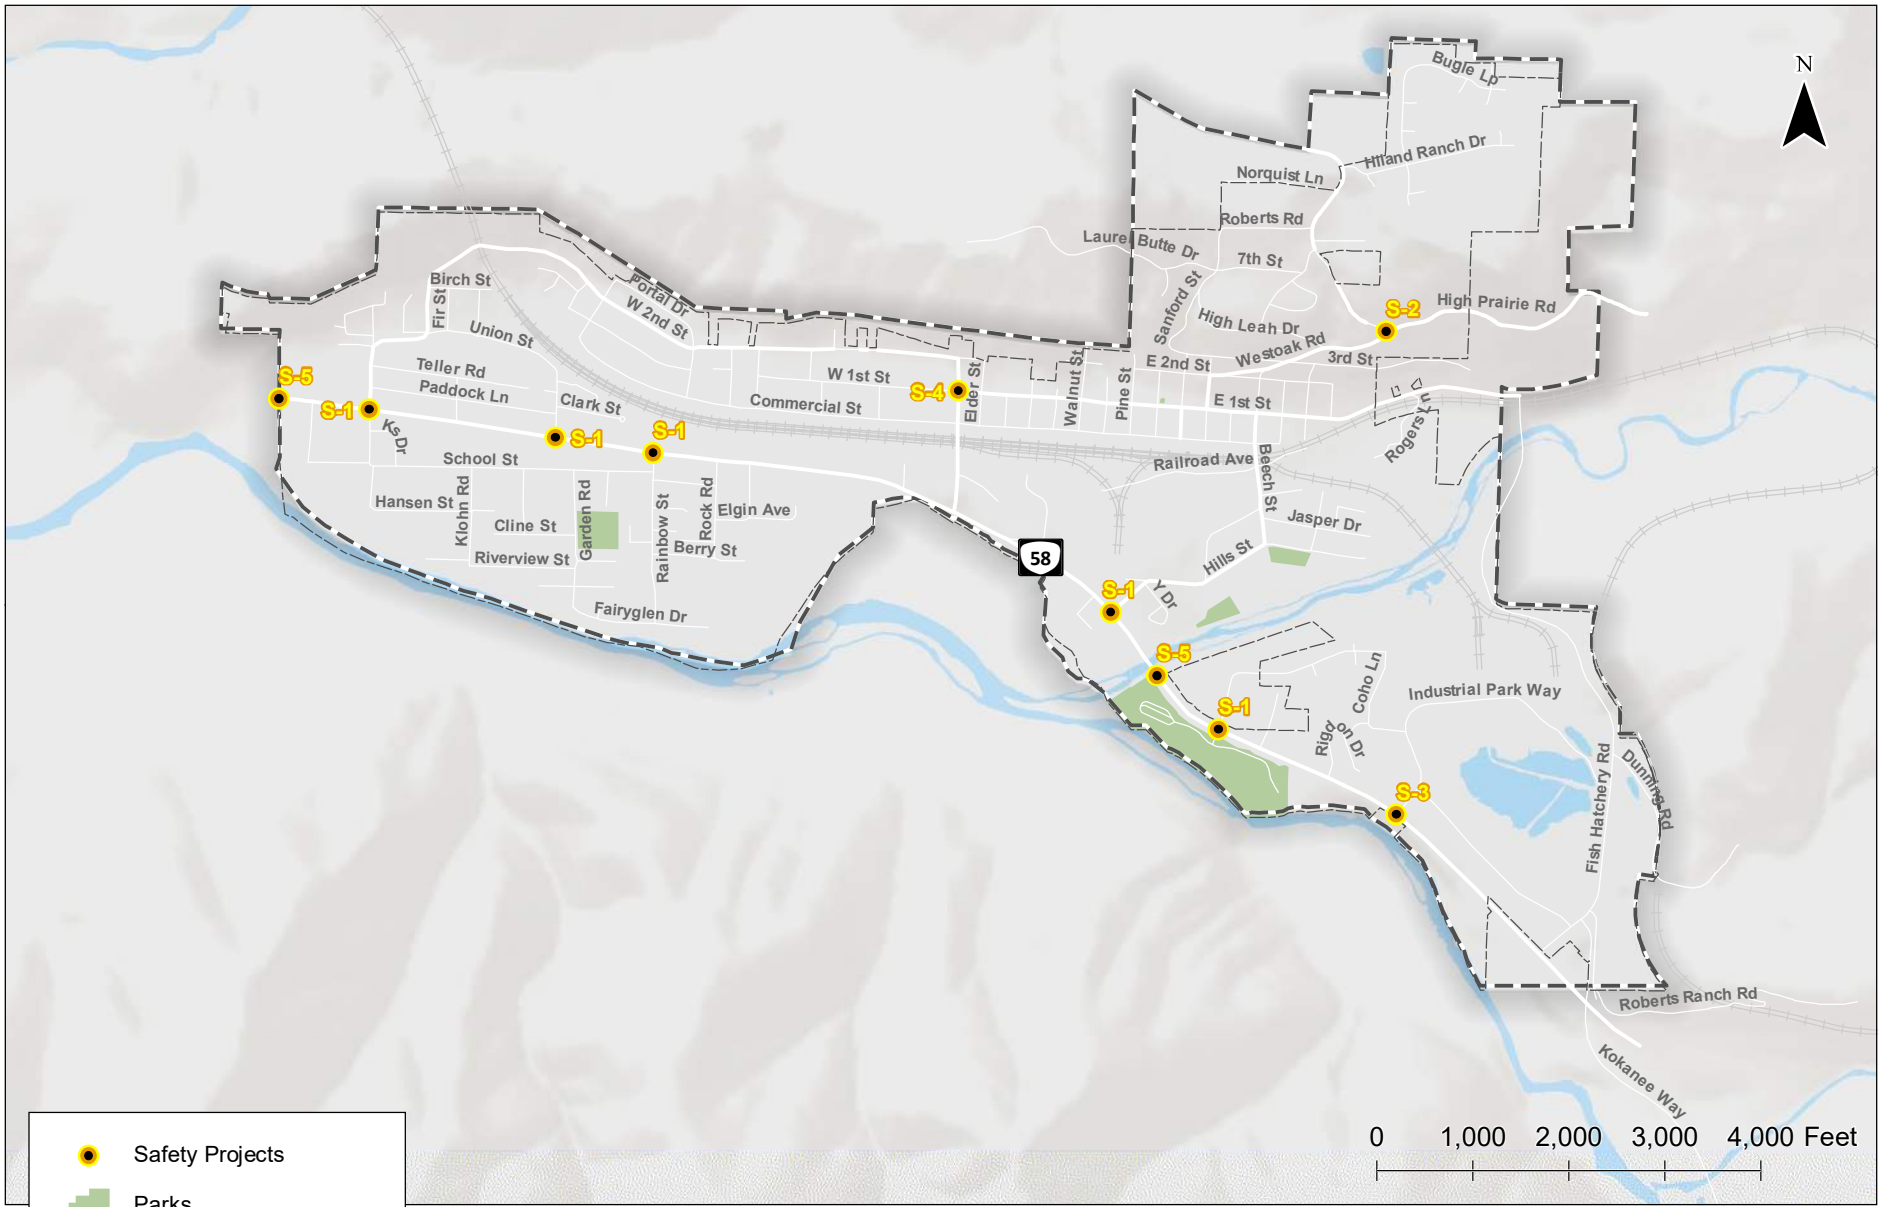 N
Bugle Lp
Hiland Ranch Dr
Norquist Ln
Roberts Rd
Laurel Butte Dr
7th St
Sanford St
High Prairie Rd
S-2
High Leah Dr
Westoak Rd
3rd St
E 2nd St
E 1st St
Birch St
Fir St
Portal Dr
W 2nd St
Union St
Teller Rd
Paddock Ln
Clark St
W 1st St
Commercial St
S-4
Elder St
Walnut St
Pine St
S-5
S-1
S-1
S-1
Ks Dr
School St
Hansen St
Klohn Rd
Cline St
Garden Rd
Riverview St
Rainbow St
Rock Rd
Elgin Ave
Berry St
Fairyglen Dr
Railroad Ave
Beech St
Rogers Ln
Jasper Dr
Hills St
58
S-1
Y Dr
S-5
S-1
Coho Ln
Industrial Park Way
Rigdon Dr
S-3
Fish Hatchery Rd
Dunning Rd
Roberts Ranch Rd
Kokanee Way
0 1,000 2,000 3,000 4,000 Feet
Safety Projects
Parks